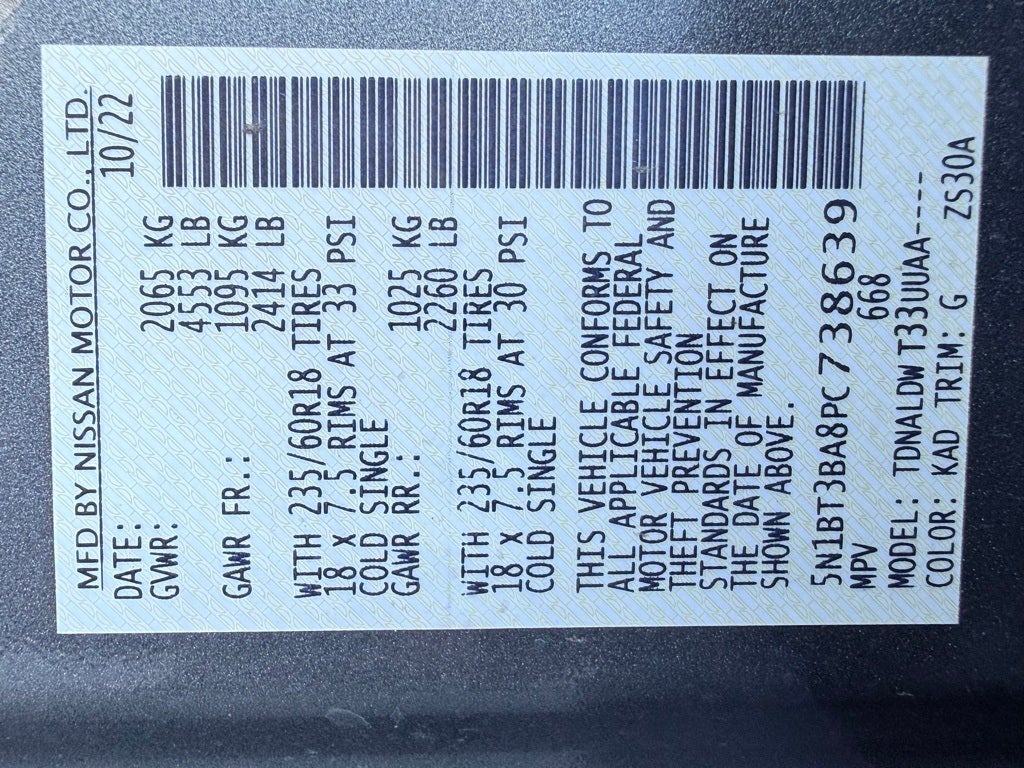 MFD BY NISSAN MOTOR CO., LTD.
DATE: 10/22
GVWR: 2065 KG
4553 LB
GAWR FR.: 1095 KG
2414 LB
WITH 235/60R18 TIRES
18 X 7.5 RIMS AT 33 PSI
COLD SINGLE
GAWR RR.: 1025 KG
2260 LB
WITH 235/60R18 TIRES
18 X 7.5 RIMS AT 30 PSI
COLD SINGLE
THIS VEHICLE CONFORMS TO
ALL APPLICABLE FEDERAL
MOTOR VEHICLE SAFETY AND
THEFT PREVENTION
STANDARDS IN EFFECT ON
THE DATE OF MANUFACTURE
SHOWN ABOVE.
5N1BT3BA8PC738639
MPV 668
MODEL: TDNALDW T33UUAA----
COLOR: KAD TRIM: G ZS30A